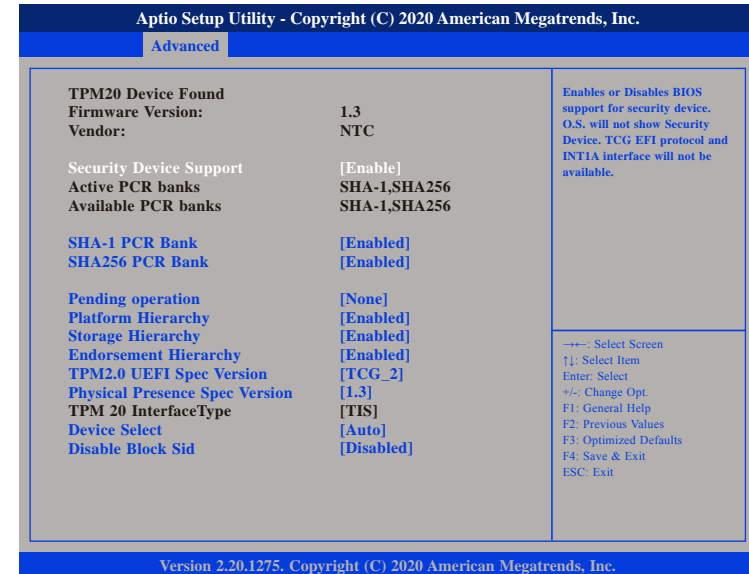 Aptio Setup Utility - Copyright (C) 2020 American Megatrends, Inc.
Advanced
TPM20 Device Found
Firmware Version: 1.3
Vendor: NTC
Security Device Support [Enable]
Active PCR banks SHA-1,SHA256
Available PCR banks SHA-1,SHA256
SHA-1 PCR Bank [Enabled]
SHA256 PCR Bank [Enabled]
Pending operation [None]
Platform Hierarchy [Enabled]
Storage Hierarchy [Enabled]
Endorsement Hierarchy [Enabled]
TPM2.0 UEFI Spec Version [TCG_2]
Physical Presence Spec Version [1.3]
TPM 20 InterfaceType [TIS]
Device Select [Auto]
Disable Block Sid [Disabled]
Enables or Disables BIOS
support for security device.
O.S. will not show Security
Device. TCG EFI protocol and
INT1A interface will not be
available.
→←: Select Screen
↑↓: Select Item
Enter: Select
+/-: Change Opt.
F1: General Help
F2: Previous Values
F3: Optimized Defaults
F4: Save & Exit
ESC: Exit
Version 2.20.1275. Copyright (C) 2020 American Megatrends, Inc.